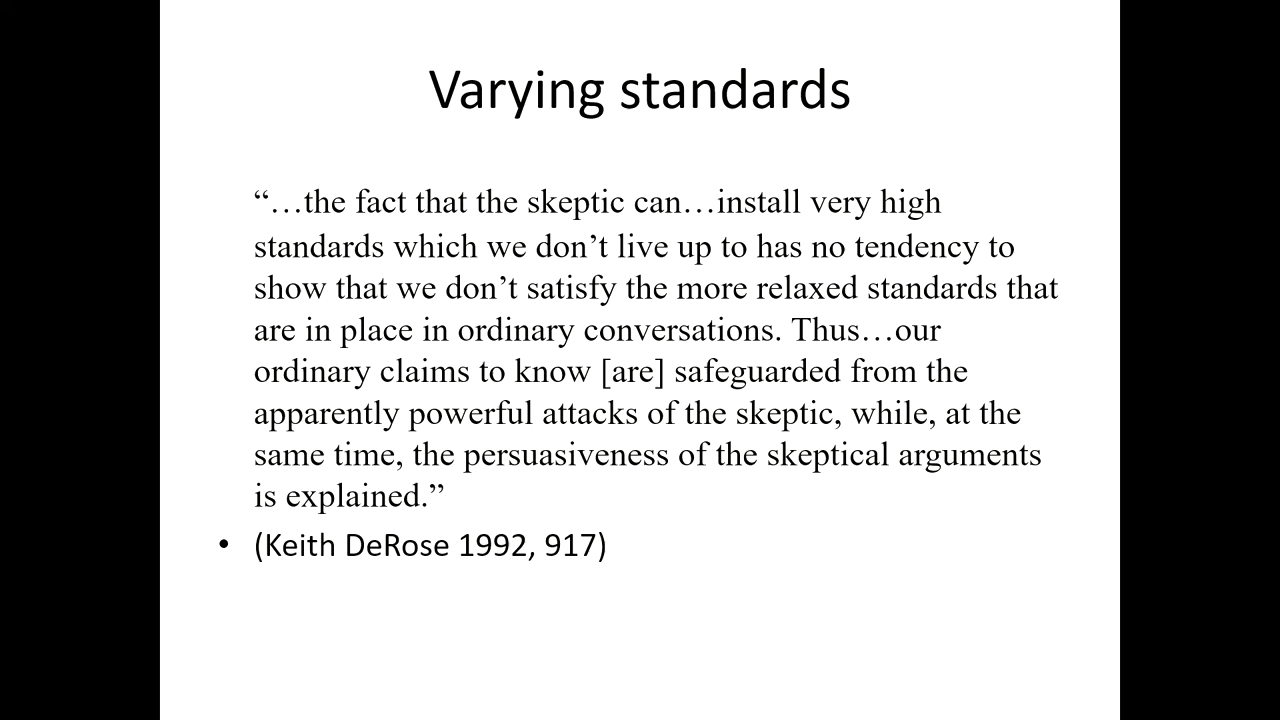 Varying standards
“…the fact that the skeptic can…install very high
standards which we don’t live up to has no tendency to
show that we don’t satisfy the more relaxed standards that
are in place in ordinary conversations. Thus…our
ordinary claims to know [are] safeguarded from the
apparently powerful attacks of the skeptic, while, at the
same time, the persuasiveness of the skeptical arguments
is explained.”
• (Keith DeRose 1992, 917)